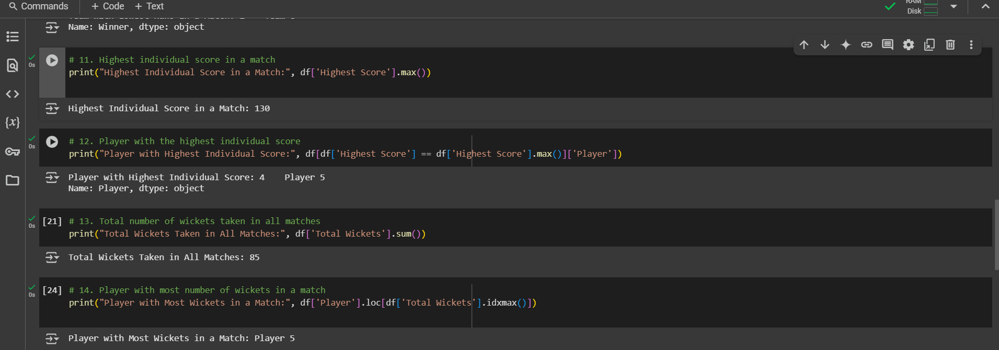 Commands
+ Code
+ Text
RAM
Disk
Name: Winner, dtype: object
0s
# 11. Highest individual score in a match
print("Highest Individual Score in a Match:", df['Highest Score'].max())
Highest Individual Score in a Match: 130
0s
# 12. Player with the highest individual score
print("Player with Highest Individual Score:", df[df['Highest Score'] == df['Highest Score'].max()]['Player'])
Player with Highest Individual Score: 4    Player 5
Name: Player, dtype: object
0s
[21]
# 13. Total number of wickets taken in all matches
print("Total Wickets Taken in All Matches:", df['Total Wickets'].sum())
Total Wickets Taken in All Matches: 85
0s
[24]
# 14. Player with most number of wickets in a match
print("Player with Most Wickets in a Match:", df['Player'].loc[df['Total Wickets'].idxmax()])
Player with Most Wickets in a Match: Player 5